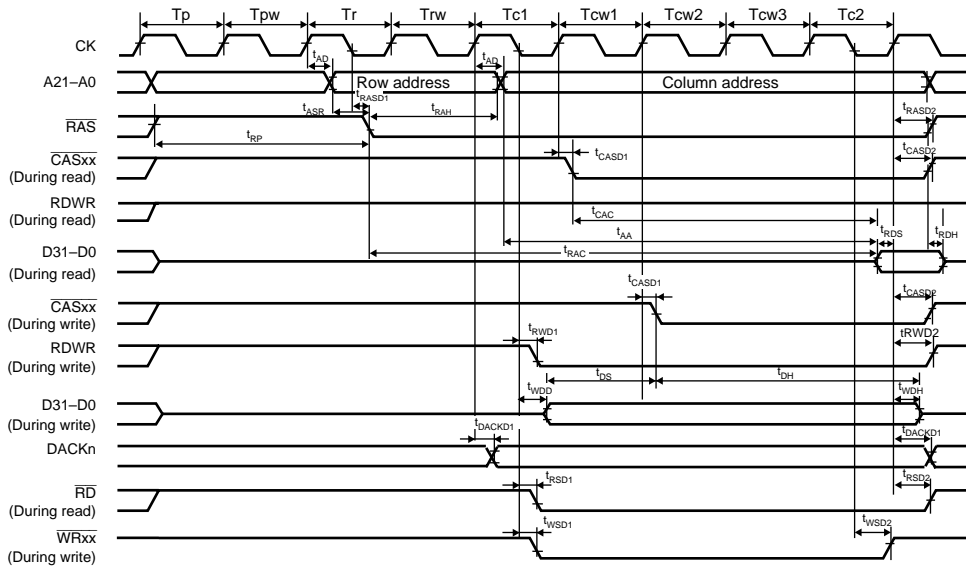 Tp Tpw Tr Trw Tc1 Tcw1 Tcw2 Tcw3 Tc2
CK
tAD tAD
A21–A0 Row address Column address
tRASD1
tASR tRAH tRASD2
RAS
tRP
tCASD2
CASxx tCASD1
(During read)
RDWR
(During read) tCAC
tAA tRDS tRDH
D31–D0 tRAC
(During read)
tCASD1 tCASD2
CASxx
(During write)
RDWR tRWD1 tRWD2
(During write)
tDS tDH
tWDD tWDH
D31–D0
(During write) tDACKD1 tDACKD1
DACKn
tRSD1 tRSD2
RD
(During read)
tWSD1 tWSD2
WRxx
(During write)